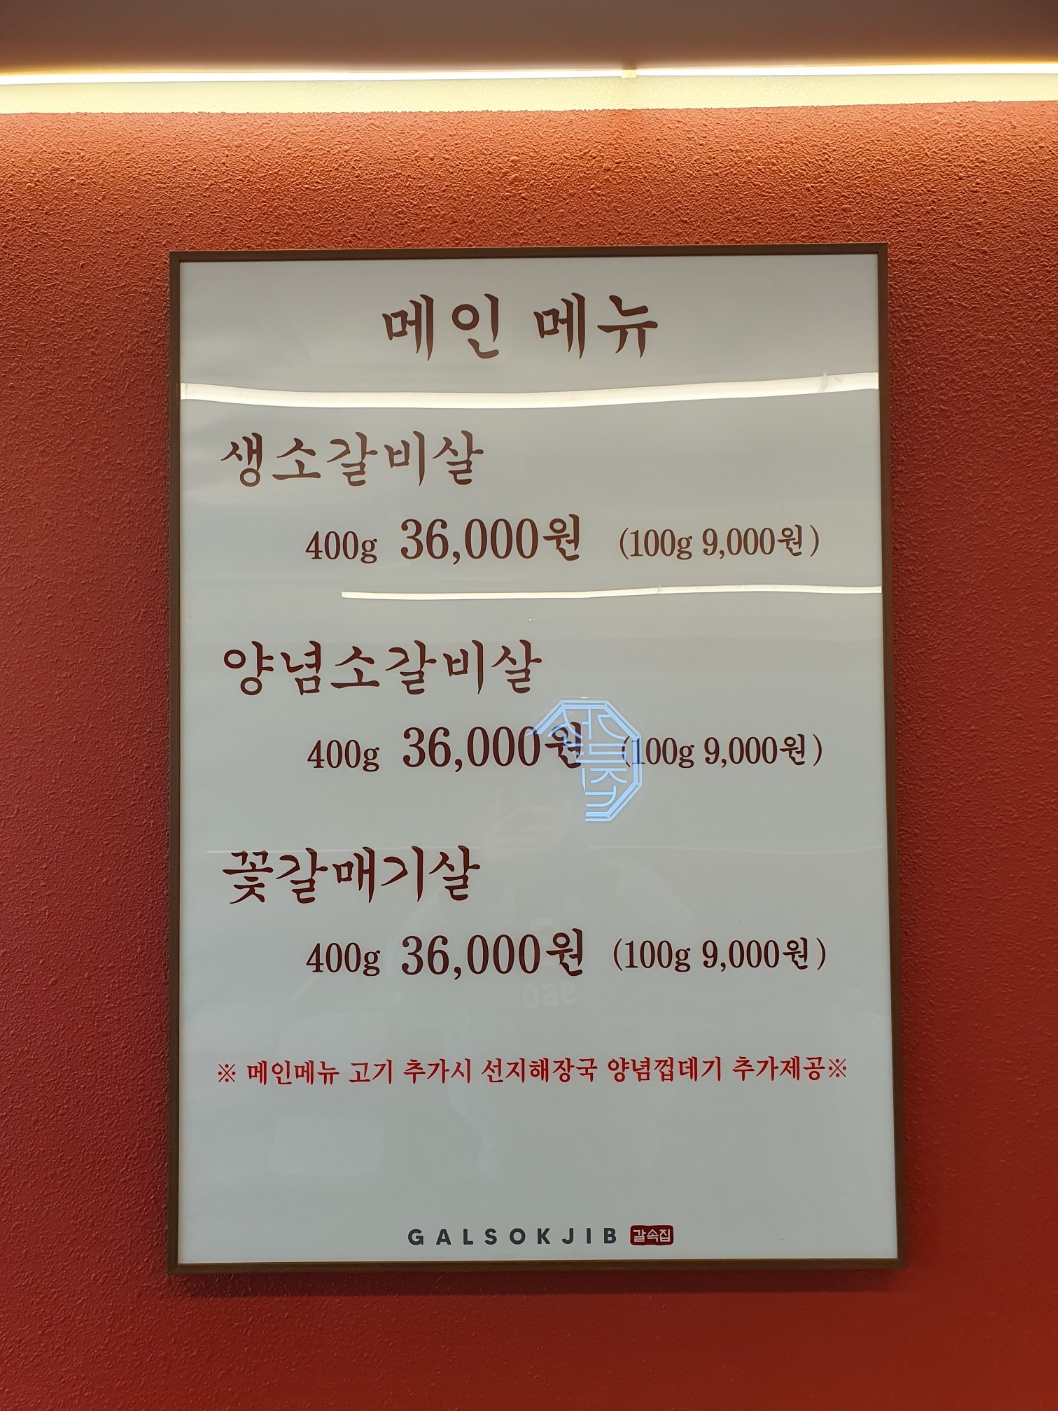 메인 메뉴
생소갈비살
400g 36,000원 (100g 9,000원)
양념소갈비살
400g 36,000원 (100g 9,000원)
꽃갈매기살
400g 36,000원 (100g 9,000원)
※ 메인메뉴 고기 추가시 선지해장국 양념껍데기 추가제공※
GALSOKJIB 갈속집